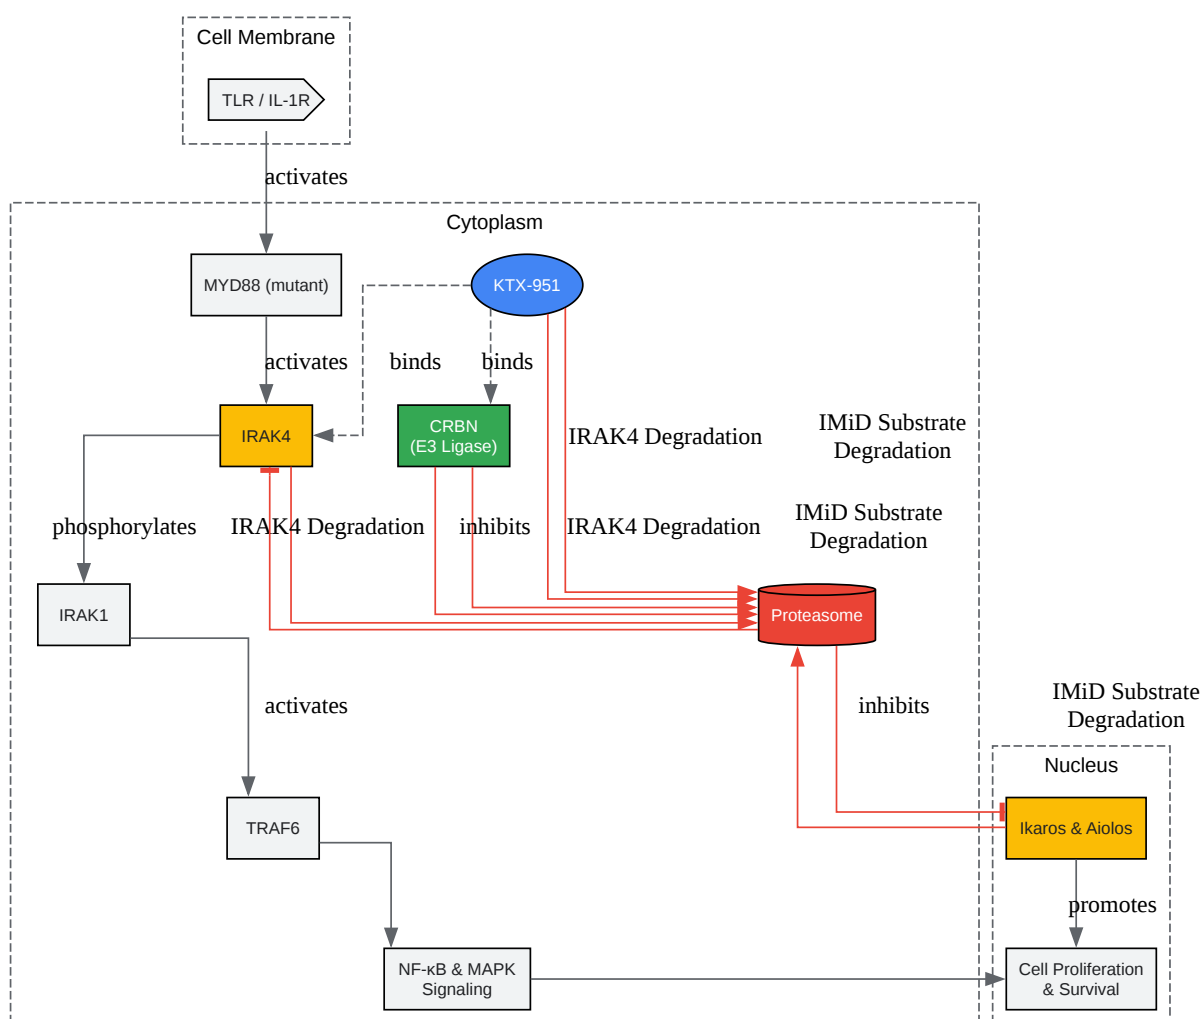 Cell Membrane
TLR / IL-1R
activates
Cytoplasm
MYD88 (mutant)
KTX-951
activates
binds
binds
IRAK4
CRBN
(E3 Ligase)
IRAK4 Degradation
IMiD Substrate
Degradation
phosphorylates
IRAK4 Degradation
inhibits
IRAK4 Degradation
IMiD Substrate
Degradation
IRAK1
Proteasome
activates
inhibits
IMiD Substrate
Degradation
Nucleus
TRAF6
Ikaros & Aiolos
promotes
NF-κB & MAPK
Signaling
Cell Proliferation
& Survival